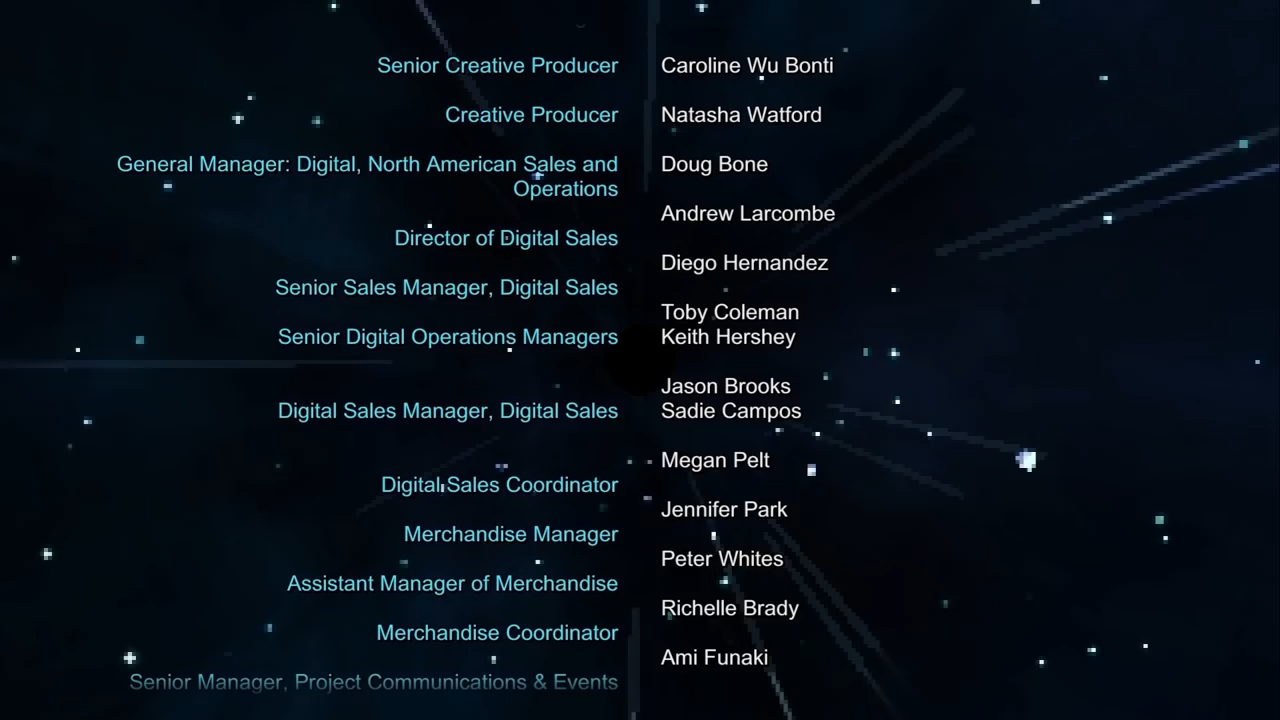 Senior Creative Producer Caroline Wu Bonti
Creative Producer Natasha Watford
General Manager: Digital, North American Sales and Doug Bone
Operations
Andrew Larcombe
Director of Digital Sales
Diego Hernandez
Senior Sales Manager, Digital Sales
Toby Coleman
Senior Digital Operations Managers Keith Hershey
Jason Brooks
Digital Sales Manager, Digital Sales Sadie Campos
Megan Pelt
Digital Sales Coordinator
Jennifer Park
Merchandise Manager
Peter Whites
Assistant Manager of Merchandise
Richelle Brady
Merchandise Coordinator
Ami Funaki
Senior Manager, Project Communications & Events